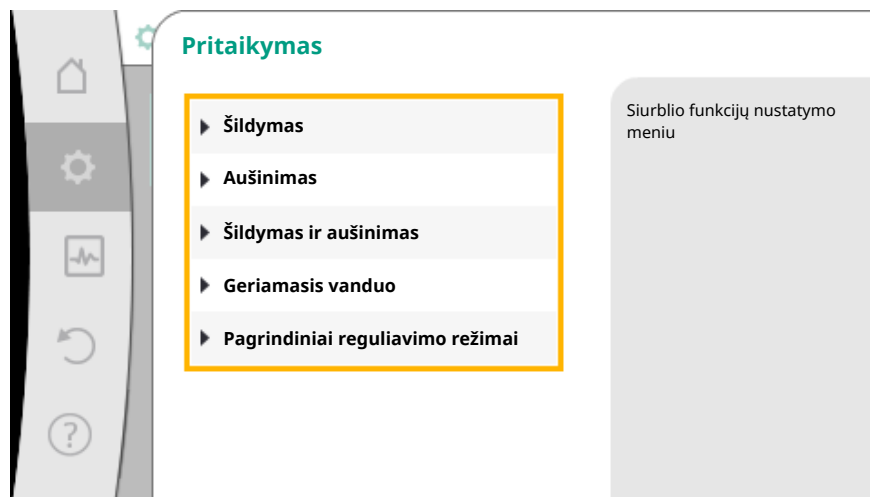 Pritaikymas
Šildymas
Aušinimas
Šildymas ir aušinimas
Geriamasis vanduo
Pagrindiniai reguliavimo režimai
Siurblio funkcijų nustatymo
meniu
?